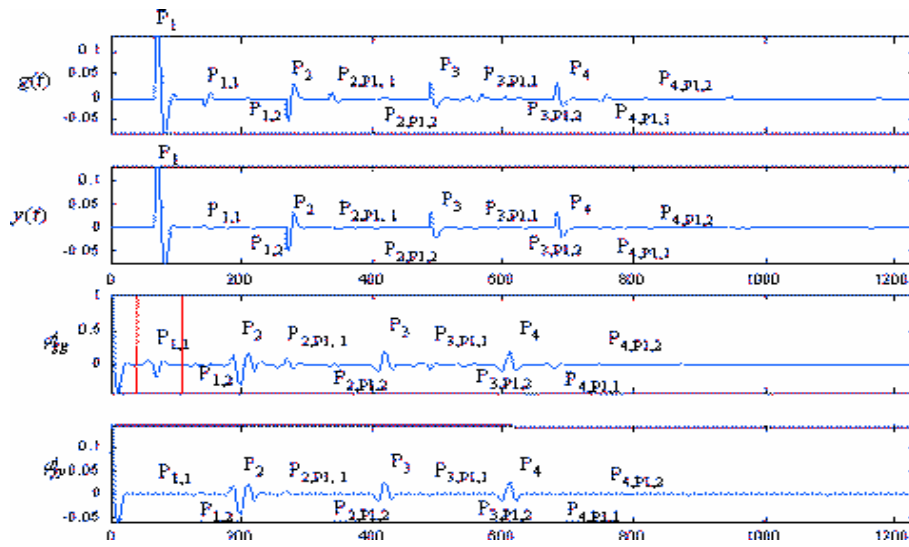 P1
0.1
0.05
0
-0.05
g(t)
P1,1
P1,2
P2
P2,P1, 1
P2,P1,2
P3
P3,P1,1
P3,P1,2
P4
P4,P1,1
P4,P1,2
P1
0.1
0.05
0
-0.05
y(t)
P1,1
P1,2
P2
P2,P1, 1
P2,P1,2
P3
P3,P1,1
P3,P1,2
P4
P4,P1,1
P4,P1,2
0 200 400 600 800 1000 1200
1
0.5
0
P1,1
P1,2
P2
P2,P1, 1
P2,P1,2
P3
P3,P1,1
P3,P1,2
P4
P4,P1,1
P4,P1,2
0.1
0.05
0
-0.05
P1,1
P1,2
P2
P2,P1, 1
P2,P1,2
P3
P3,P1,1
P3,P1,2
P4
P4,P1,1
P4,P1,2
0 200 400 600 800 1000 1200